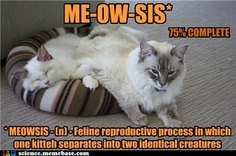 ME-OW-SIS*
75% COMPLETE
* MEOWSIS - (n) - Feline reproductive process in which
one kitteh separates into two identical creatures
science.memebase.com